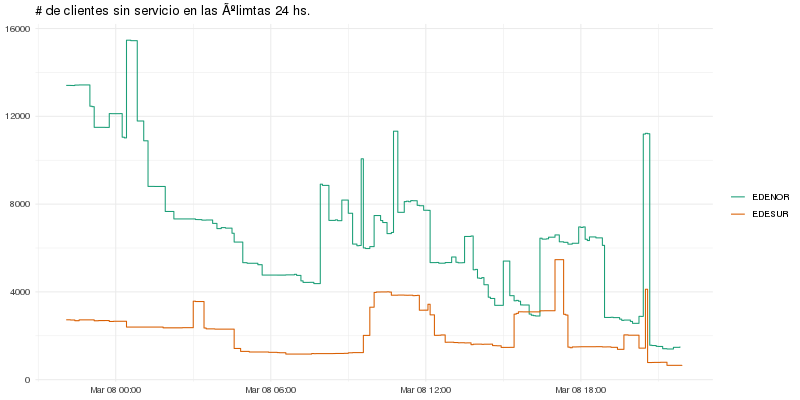 # de clientes sin servicio en las Ãºlimtas 24 hs.
16000
12000
8000
4000
0
Mar 08 00:00
Mar 08 06:00
Mar 08 12:00
Mar 08 18:00
EDENOR
EDESUR